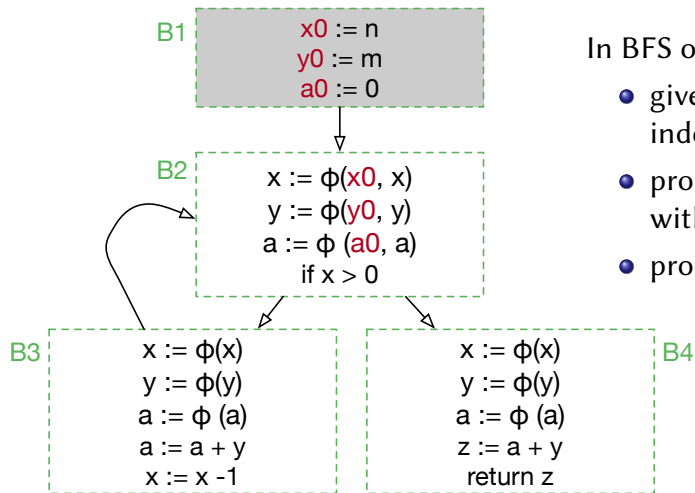 B1
x0 := n
y0 := m
a0 := 0
In BFS o
give
inde
pro
with
pro
B2
x := ϕ(x0, x)
y := ϕ(y0, y)
a := ϕ (a0, a)
if x > 0
B3
x := ϕ(x)
y := ϕ(y)
a := ϕ (a)
a := a + y
x := x -1
B4
x := ϕ(x)
y := ϕ(y)
a := ϕ (a)
z := a + y
return z